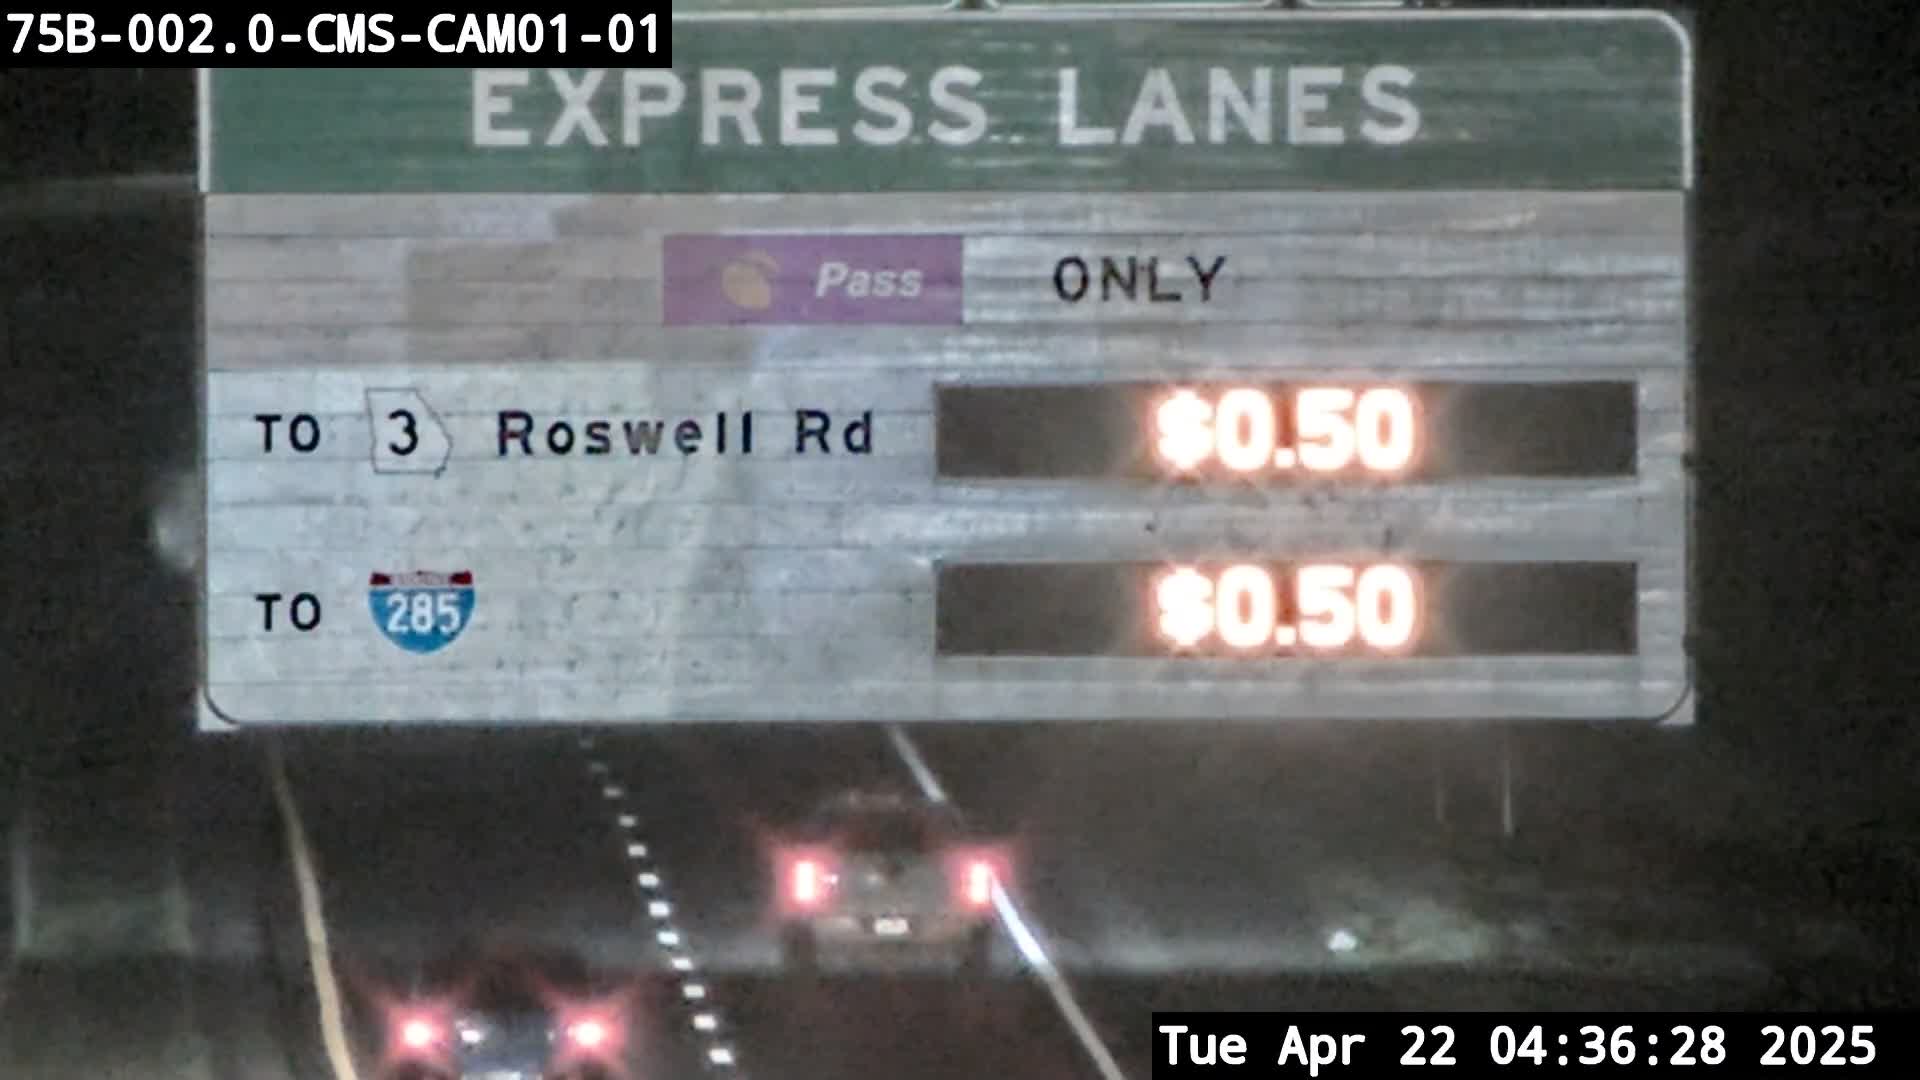 75B-002.0-CMS-CAM01-01
EXPRESS LANES
Pass ONLY
TO 3 Roswell Rd $0.50
TO 285 $0.50
Tue Apr 22 04:36:28 2025